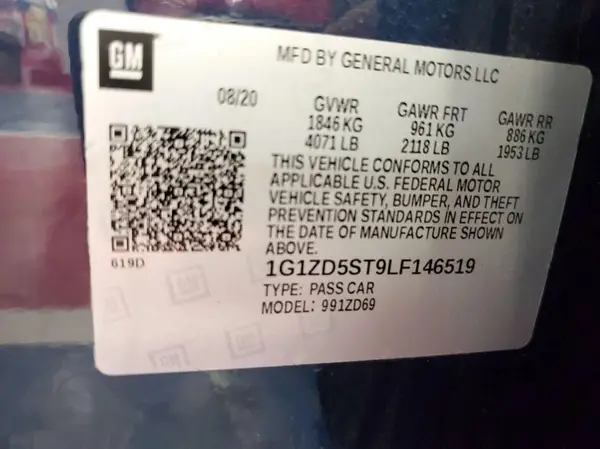 GM
MFD BY GENERAL MOTORS LLC
08/20
GVWR GAWR FRT GAWR RR
1846 KG 961 KG 886 KG
4071 LB 2118 LB 1953 LB
THIS VEHICLE CONFORMS TO ALL
APPLICABLE U.S. FEDERAL MOTOR
VEHICLE SAFETY, BUMPER, AND THEFT
PREVENTION STANDARDS IN EFFECT ON
THE DATE OF MANUFACTURE SHOWN
ABOVE.
619D
1G1ZD5ST9LF146519
TYPE: PASS CAR
MODEL: 991ZD69